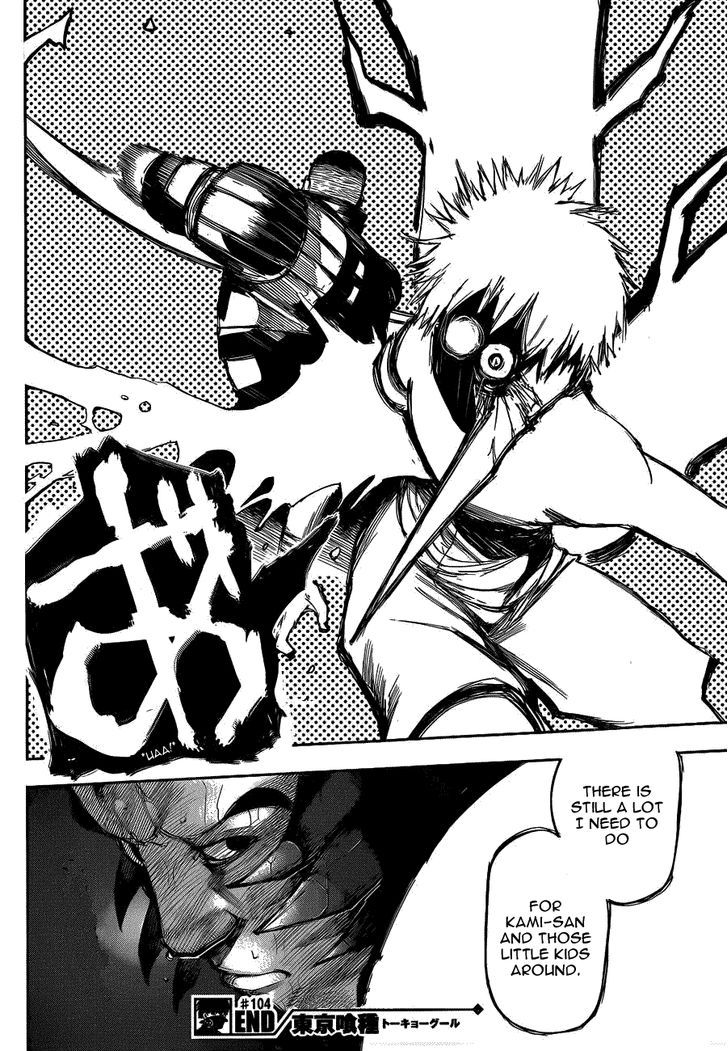 あ゛
"UAA!"
THERE IS
STILL A LOT
I NEED TO
DO
FOR
KAMI-SAN
AND THOSE
LITTLE KIDS
AROUND.
#104
END/東京喰種 トーキョーグール